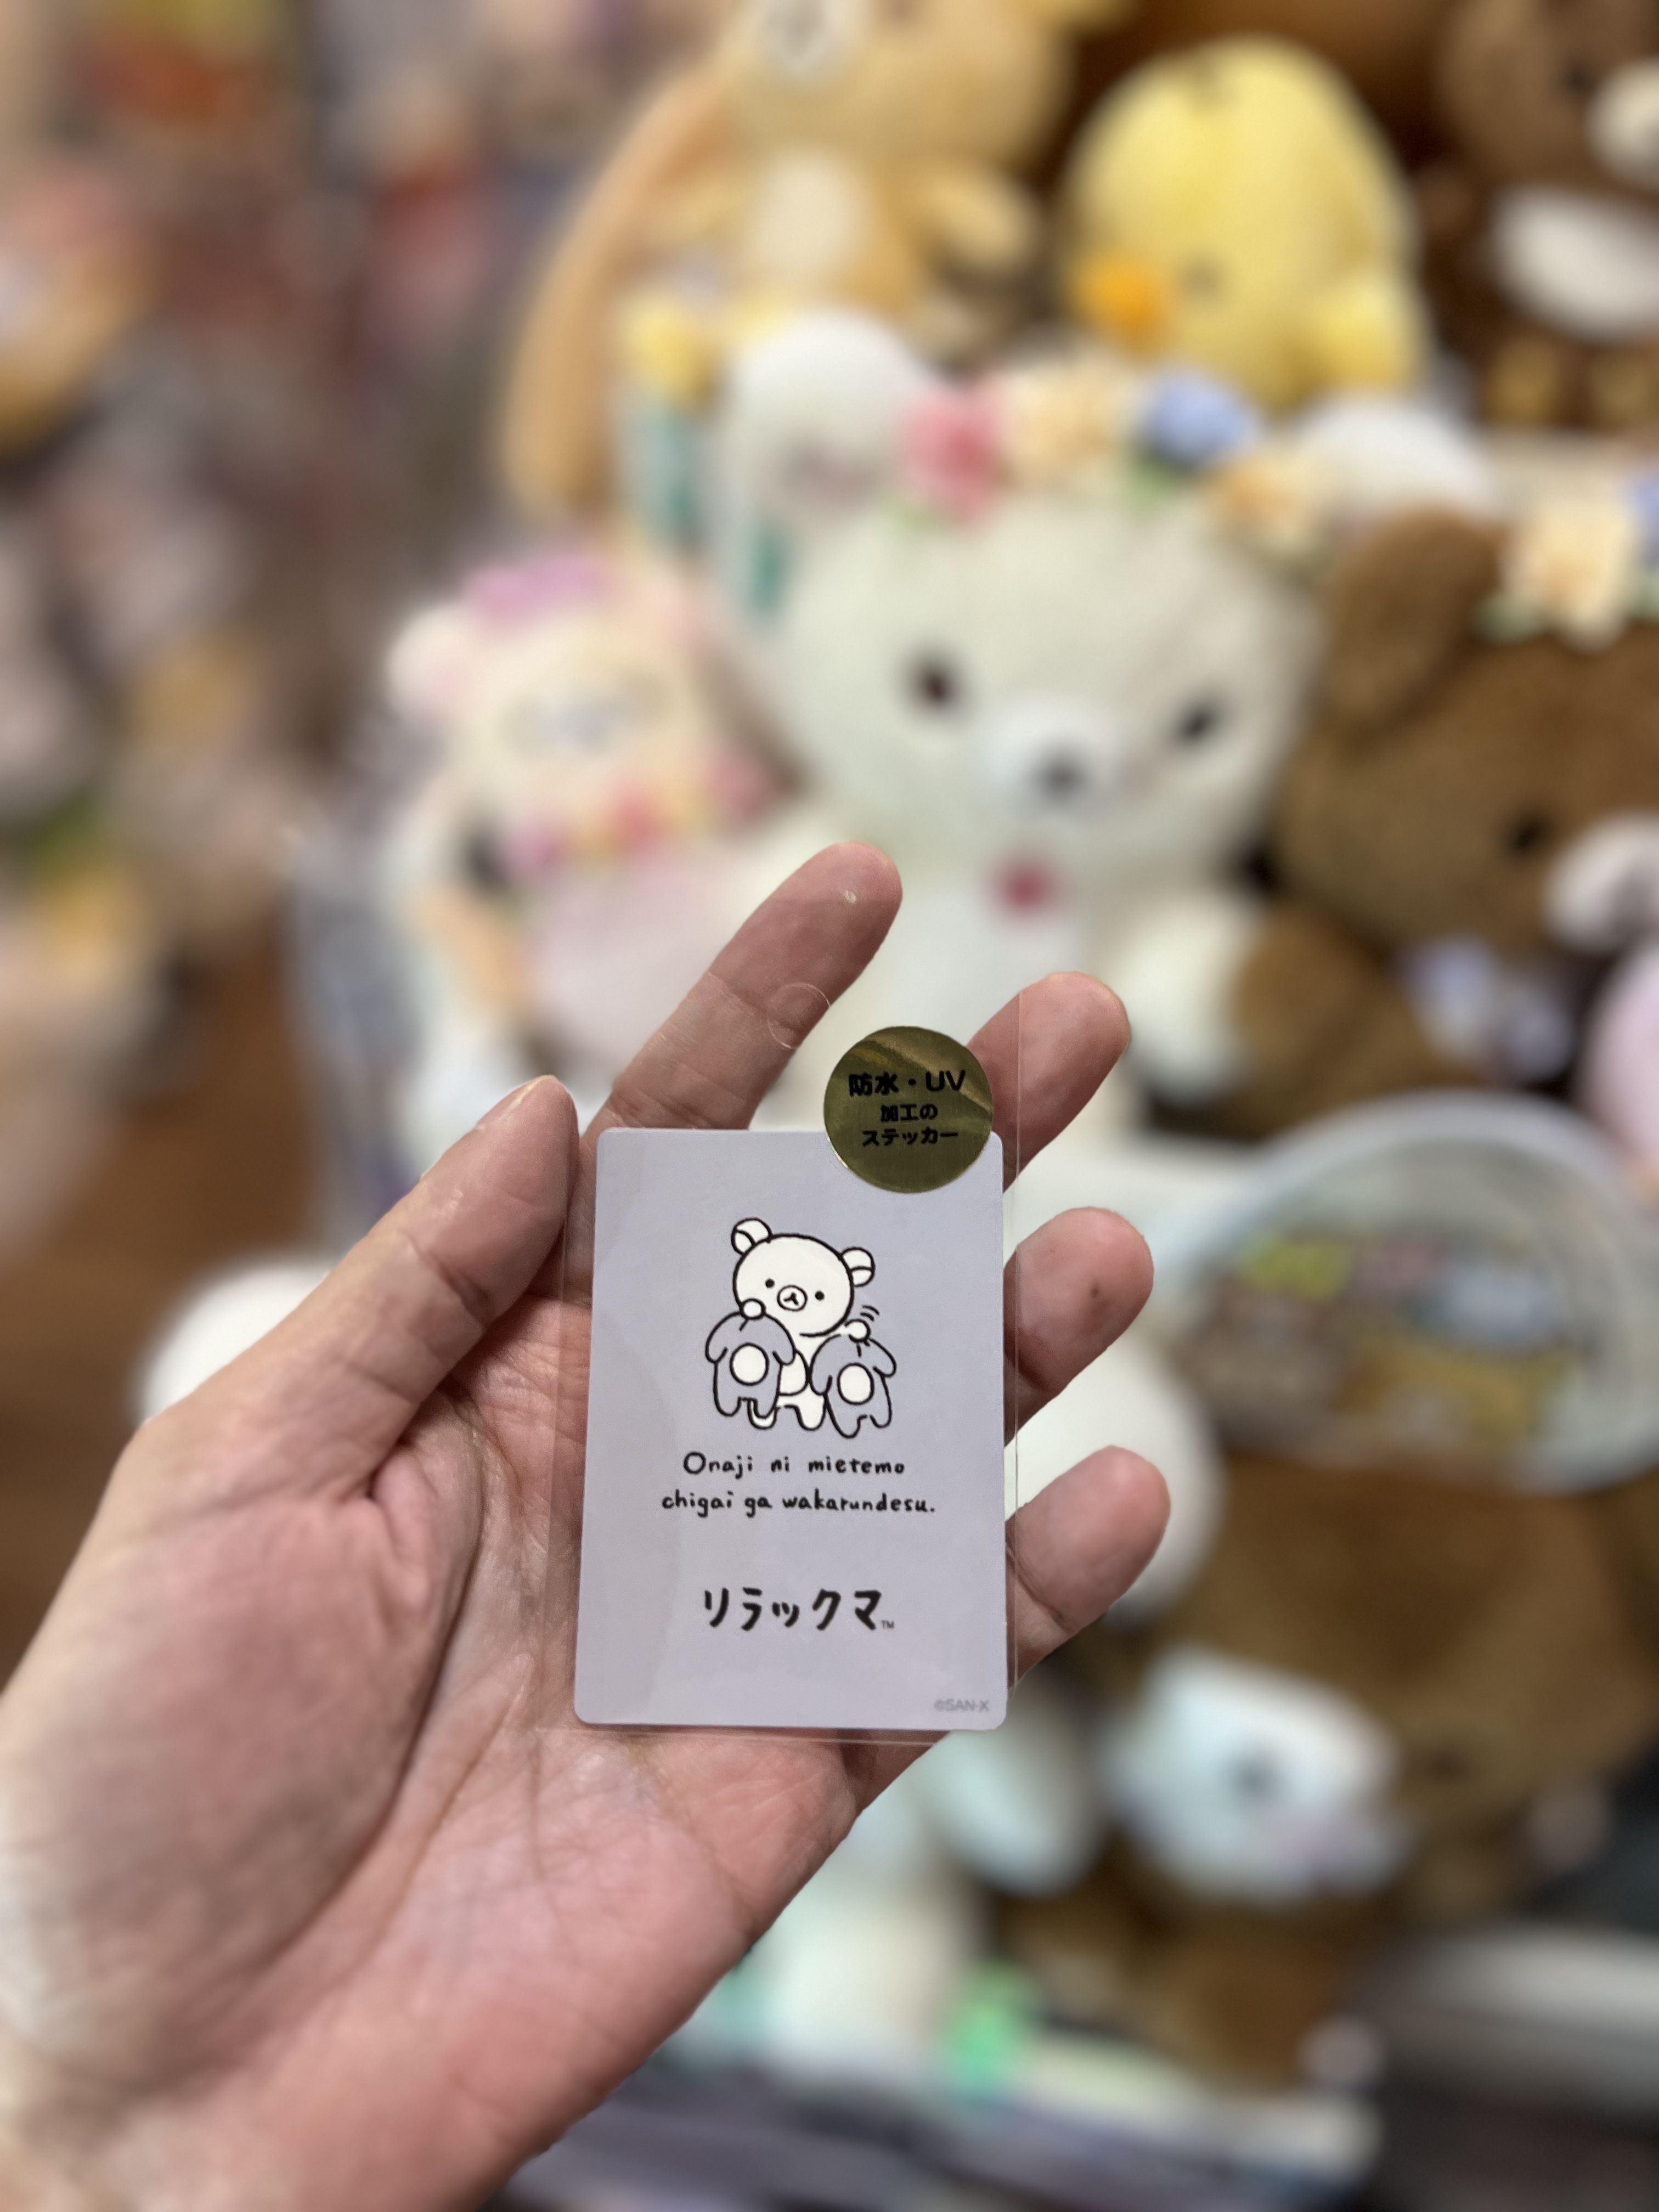 防水・UV
加工の
ステッカー
Onaji ni mietemo
chigai ga wakarundesu.
リラックマ™
©SAN-X